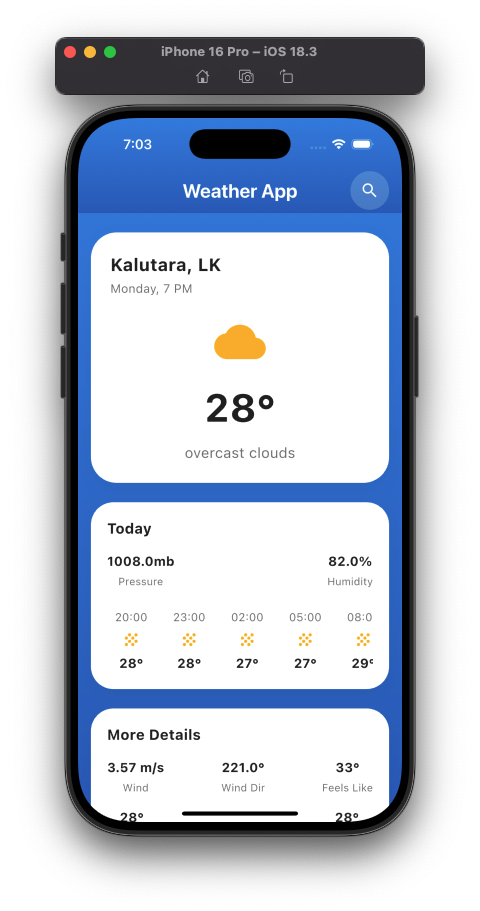 iPhone 16 Pro – iOS 18.3
7:03
Weather App
Kalutara, LK
Monday, 7 PM
28°
overcast clouds
Today
1008.0mb 82.0%
Pressure Humidity
20:00 23:00 02:00 05:00 08:0
28° 28° 27° 27° 29°
More Details
3.57 m/s 221.0° 33°
Wind Wind Dir Feels Like
28° 28°